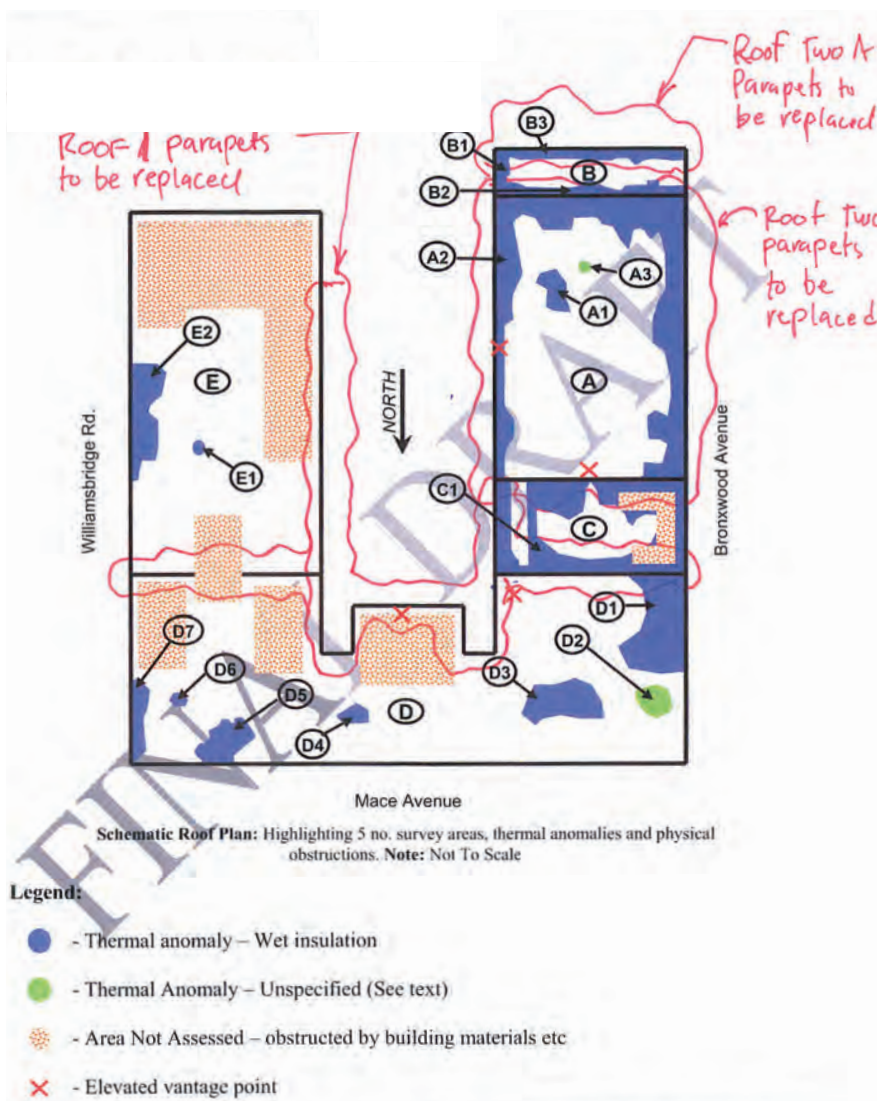 Roof Two A
Parapets to
be replaced
Roof 1 parapets
to be replaced
B3
B1
B
B2
Roof Two
parapets
to be
replaced
A2
A3
A1
E2
E
A
NORTH
Williamsbridge Rd.
Bronxwood Avenue
E1
C1
C
D1
D7
D2
D6
D3
D5
D
D4
FINAL DRAFT
Mace Avenue
Schematic Roof Plan: Highlighting 5 no. survey areas, thermal anomalies and physical
obstructions. Note: Not To Scale
Legend:
- Thermal anomaly – Wet insulation
- Thermal Anomaly – Unspecified (See text)
- Area Not Assessed – obstructed by building materials etc
- Elevated vantage point